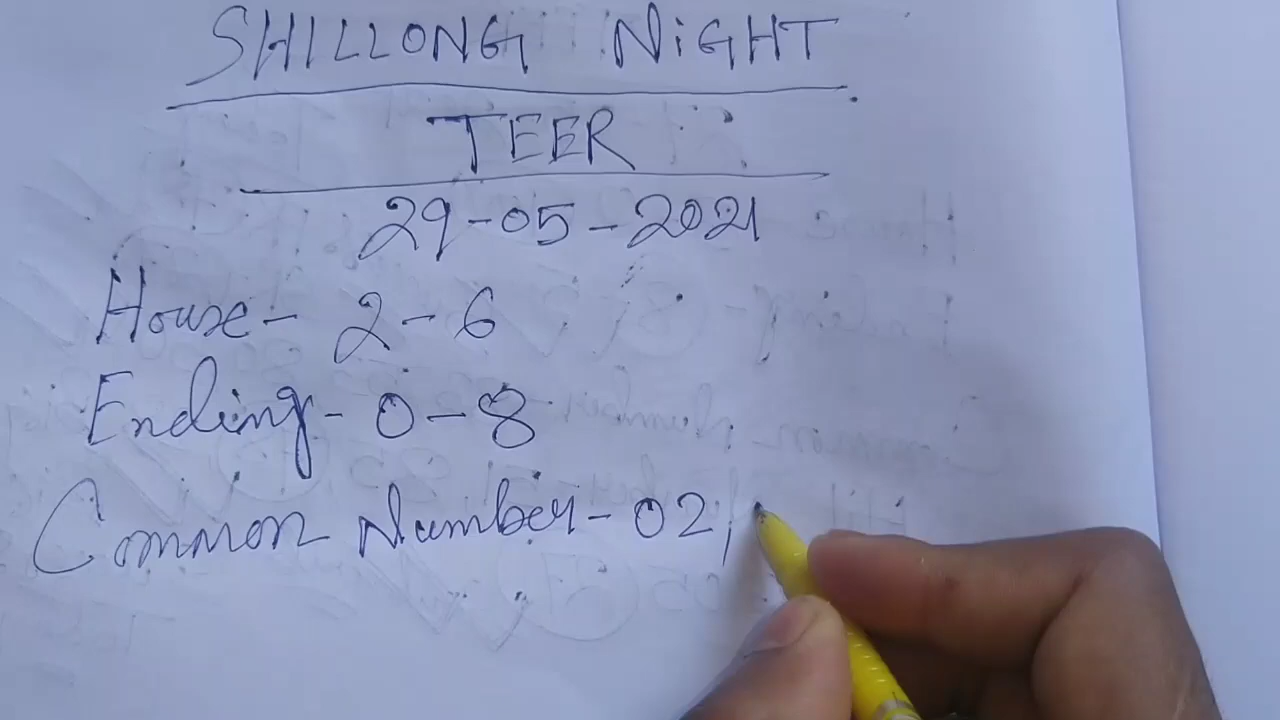 SHILLONG NiGHT
TEER
29-05-2021
House- 2-6
Ending- 0-8
Common Number- 02,